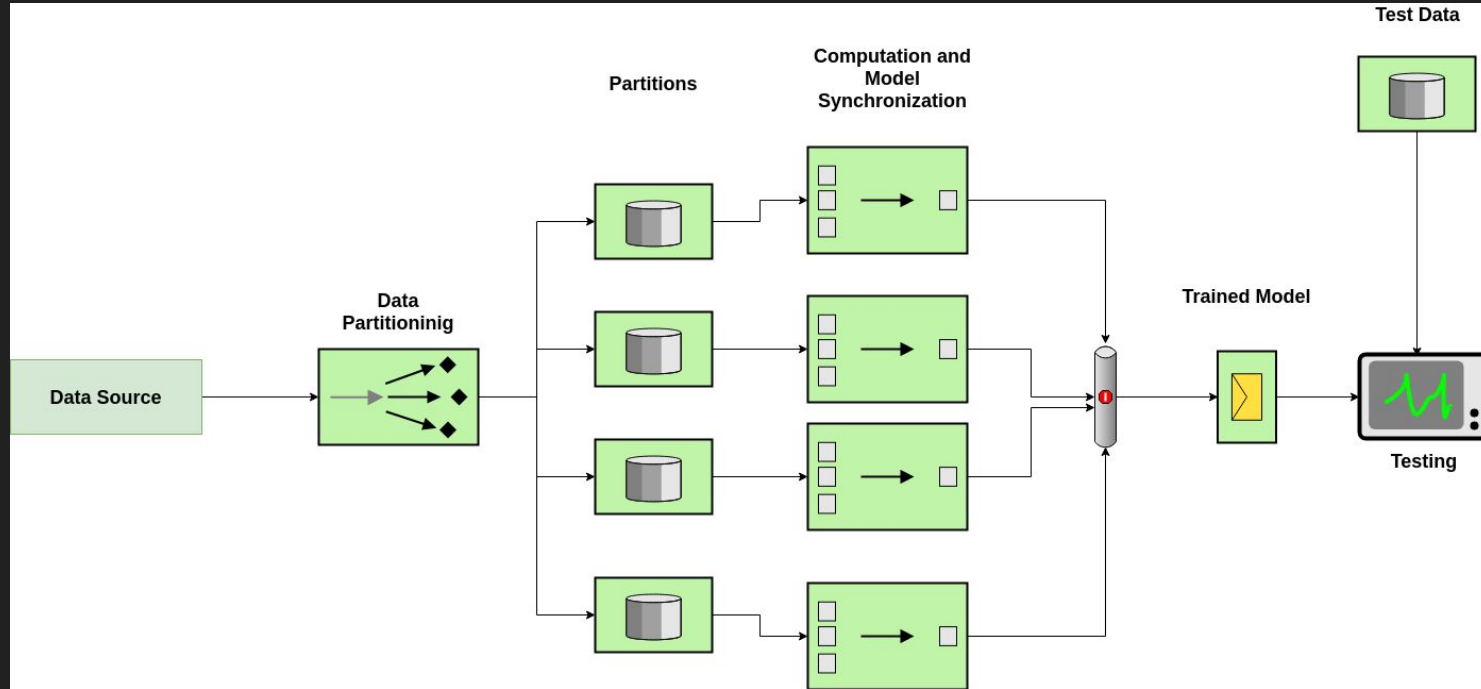 Test Data
Computation and
Model
Synchronization
Partitions
Data
Partitioninig
Trained Model
Data Source
Testing